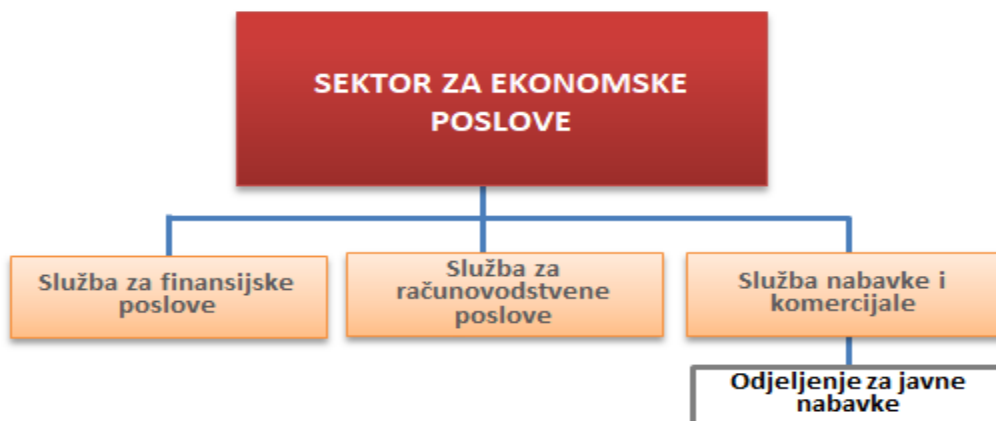 SEKTOR ZA EKONOMSKE
POSLOVE
Služba za finansijske
poslove
Služba za
računovodstvene
poslove
Služba nabavke i
komercijale
Odjeljenje za javne
nabavke